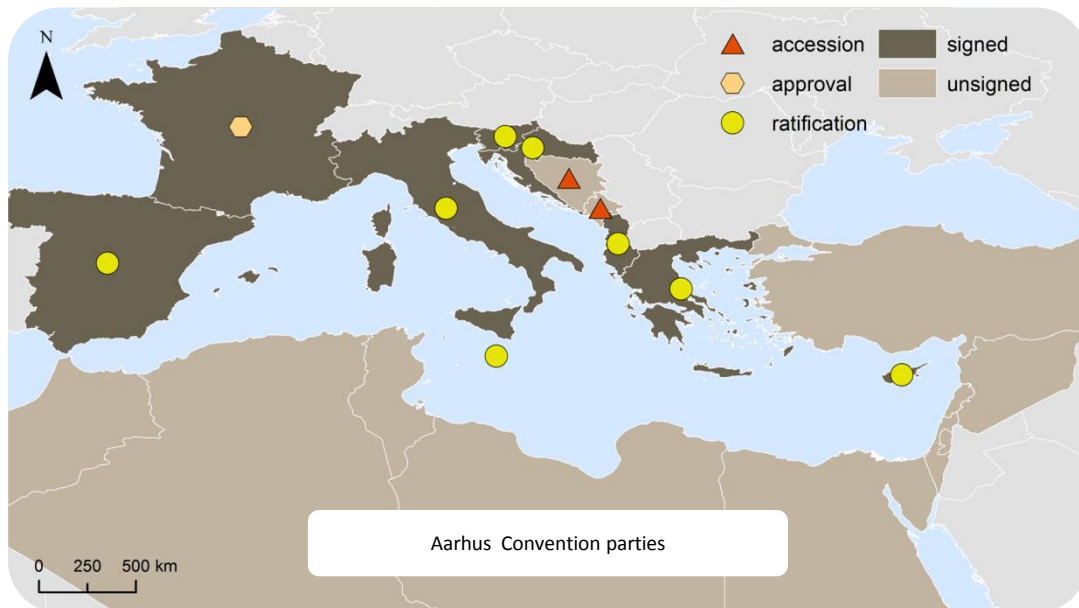 N
accession
signed
approval
unsigned
ratification
Aarhus Convention parties
0 250 500 km